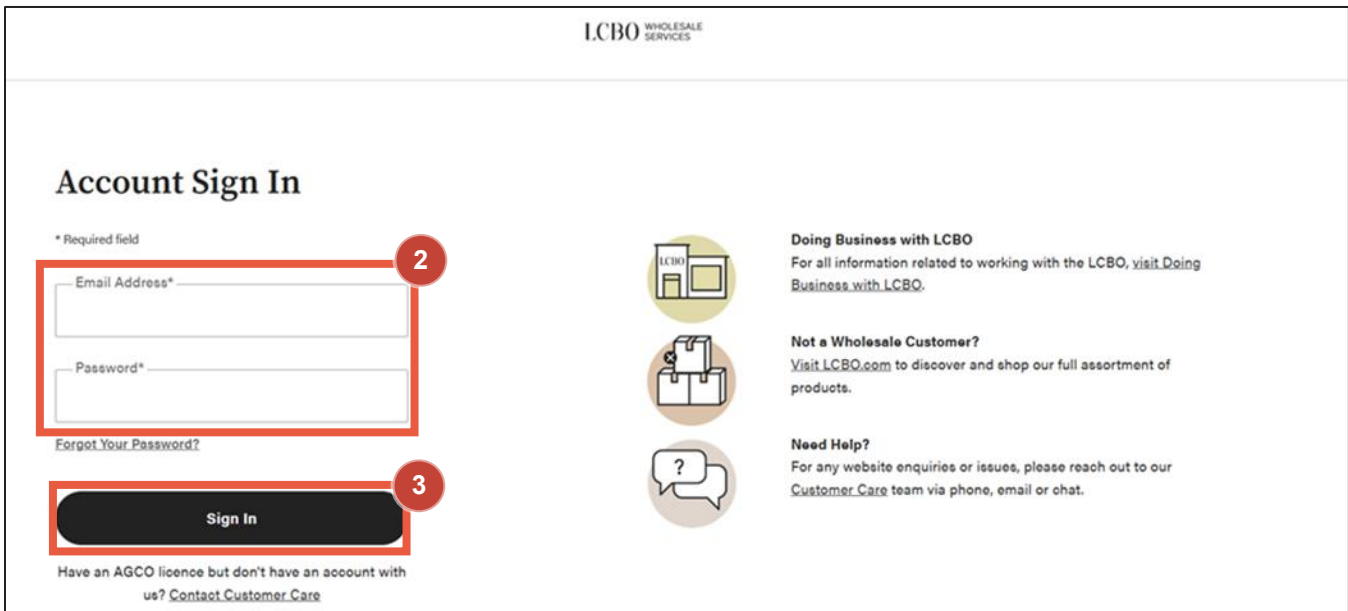 LCBO WHOLESALE
SERVICES
Account Sign In
* Required field
2
Email Address*
Password*
Forgot Your Password?
3
Sign In
Have an AGCO licence but don't have an account with
us? Contact Customer Care
LCBO
Doing Business with LCBO
For all information related to working with the LCBO, visit Doing
Business with LCBO.
Not a Wholesale Customer?
Visit LCBO.com to discover and shop our full assortment of
products.
?
Need Help?
For any website enquiries or issues, please reach out to our
Customer Care team via phone, email or chat.